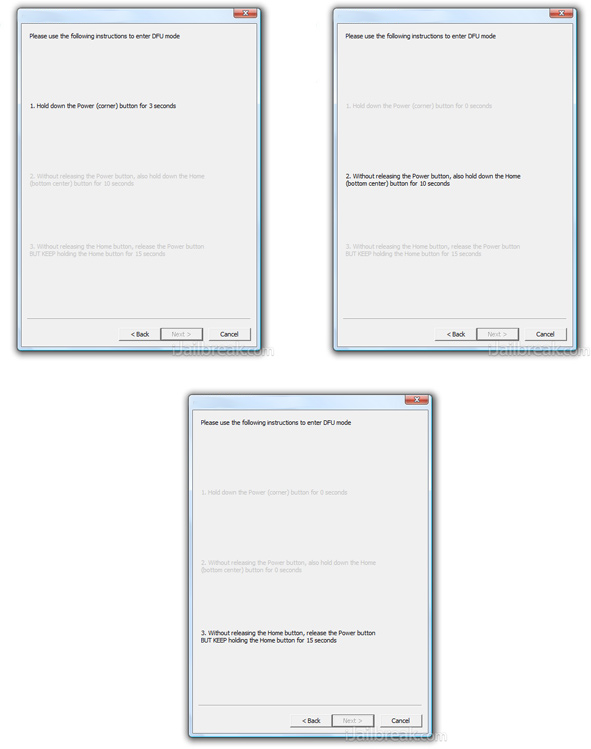 Please use the following instructions to enter DFU mode
1. Hold down the Power (corner) button for 3 seconds
2. Without releasing the Power button, also hold down the Home
(bottom center) button for 10 seconds
3. Without releasing the Home button, release the Power button
BUT KEEP holding the Home button for 15 seconds
< Back
Next >
Cancel
iJailbreak.com
Please use the following instructions to enter DFU mode
1. Hold down the Power (corner) button for 0 seconds
2. Without releasing the Power button, also hold down the Home
(bottom center) button for 10 seconds
3. Without releasing the Home button, release the Power button
BUT KEEP holding the Home button for 15 seconds
< Back
Next >
Cancel
iJailbreak.com
Please use the following instructions to enter DFU mode
1. Hold down the Power (corner) button for 0 seconds
2. Without releasing the Power button, also hold down the Home
(bottom center) button for 0 seconds
3. Without releasing the Home button, release the Power button
BUT KEEP holding the Home button for 15 seconds
< Back
Next >
Cancel
iJailbreak.com